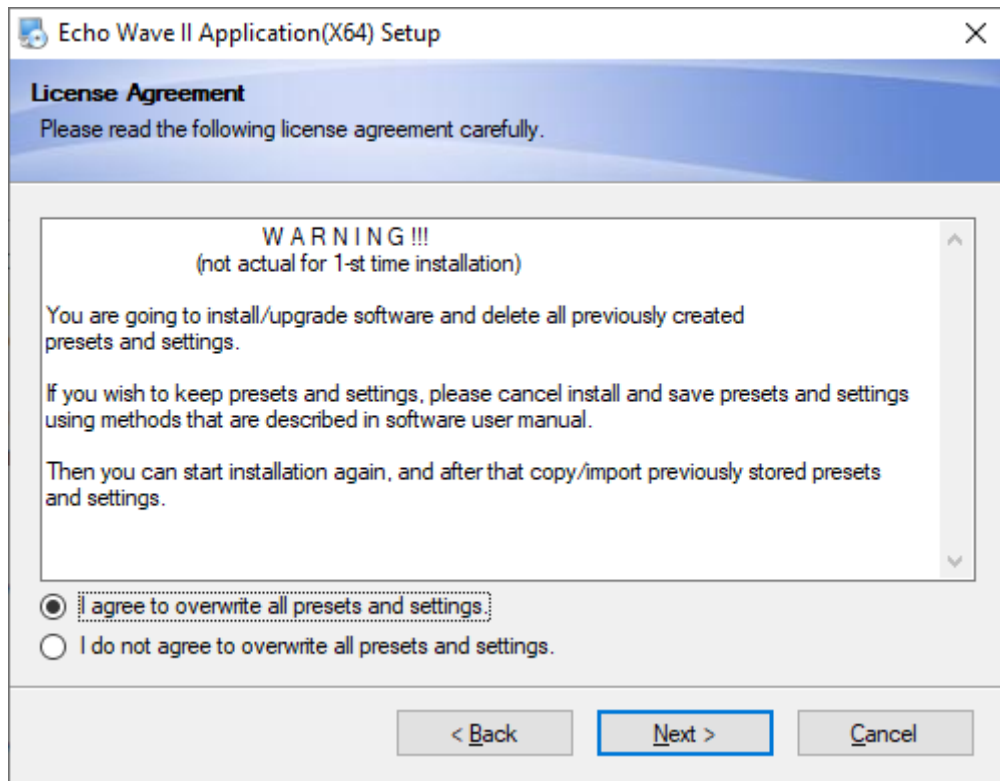 Echo Wave II Application(X64) Setup
License Agreement
Please read the following license agreement carefully.
W A R N I N G !!!
(not actual for 1-st time installation)
You are going to install/upgrade software and delete all previously created
presets and settings.
If you wish to keep presets and settings, please cancel install and save presets and settings
using methods that are described in software user manual.
Then you can start installation again, and after that copy/import previously stored presets
and settings.
I agree to overwrite all presets and settings.
I do not agree to overwrite all presets and settings.
< Back
Next >
Cancel